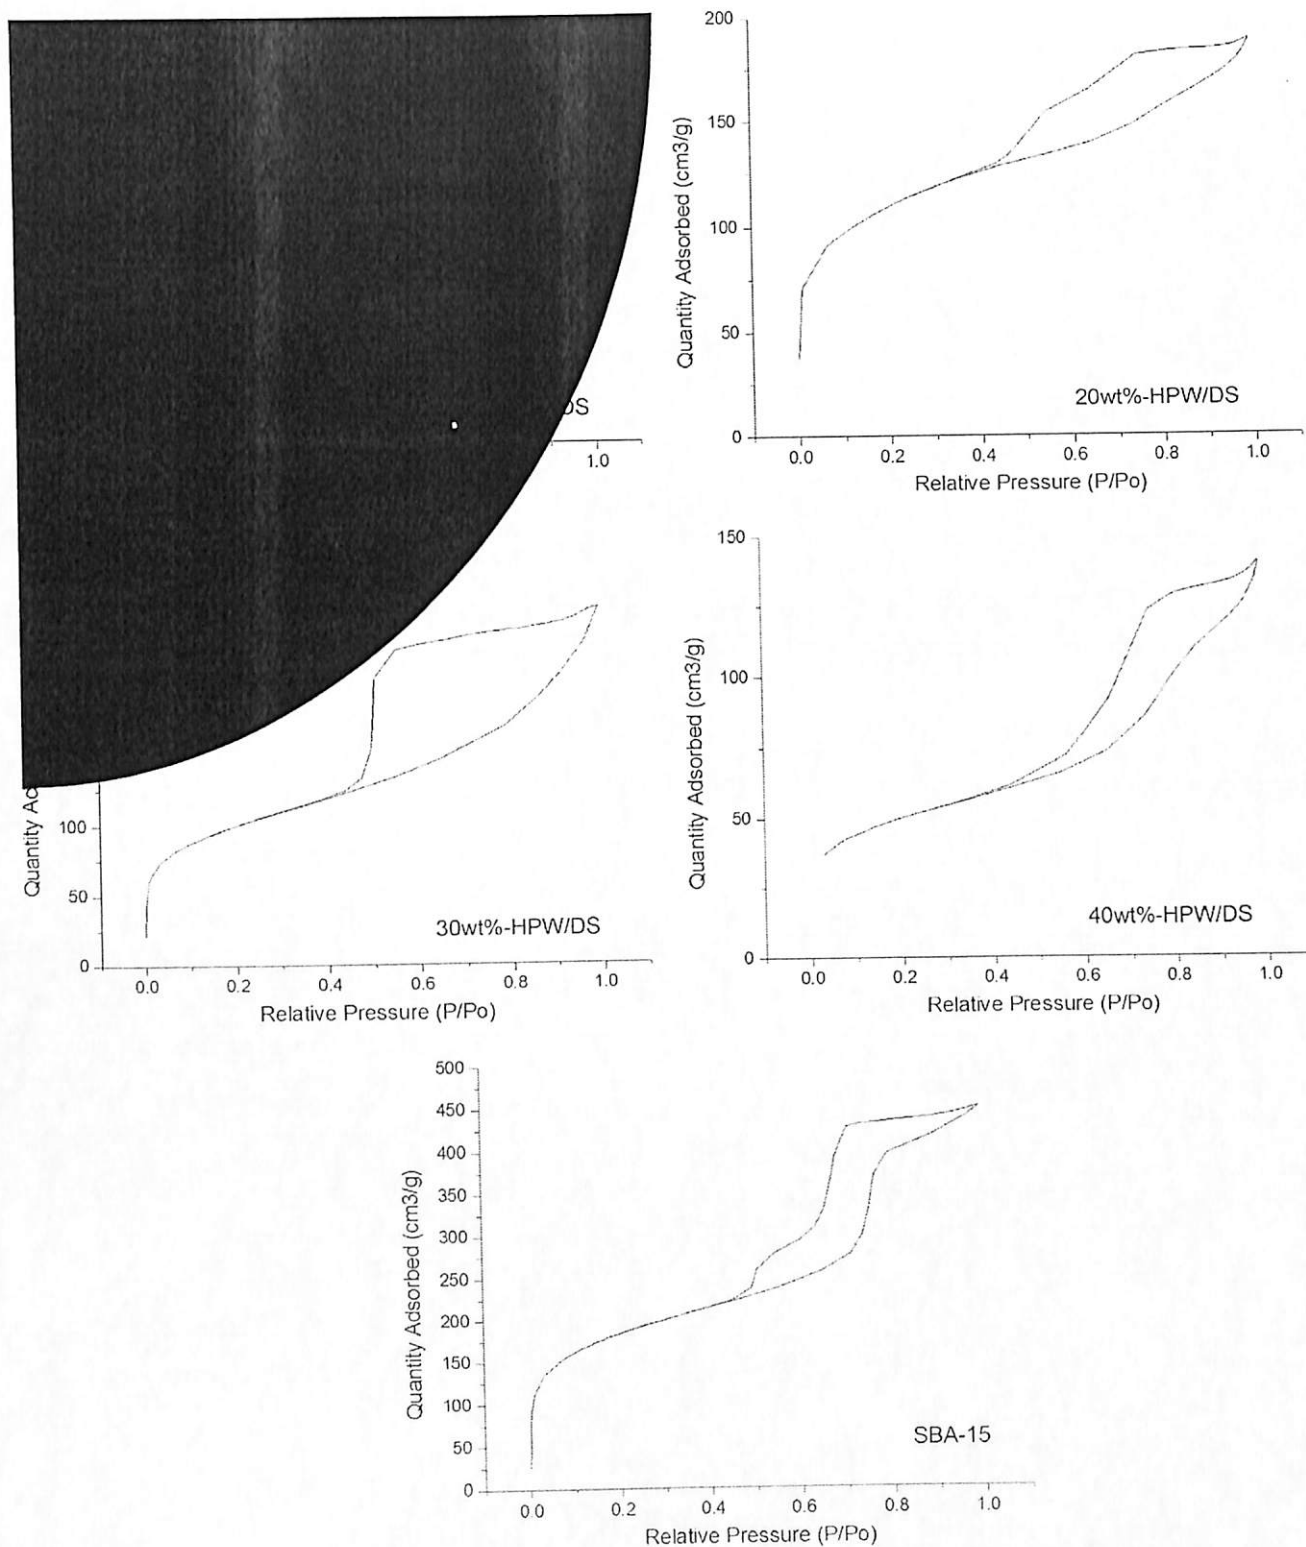 DS
1.0
200
150
100
50
0
Quantity Adsorbed (cm3/g)
20wt%-HPW/DS
0.0 0.2 0.4 0.6 0.8 1.0
Relative Pressure (P/Po)
100
50
0
Quantity
30wt%-HPW/DS
0.0 0.2 0.4 0.6 0.8 1.0
Relative Pressure (P/Po)
150
100
50
0
Quantity Adsorbed (cm3/g)
40wt%-HPW/DS
0.0 0.2 0.4 0.6 0.8 1.0
Relative Pressure (P/Po)
500
450
400
350
300
250
200
150
100
50
0
Quantity Adsorbed (cm3/g)
SBA-15
0.0 0.2 0.4 0.6 0.8 1.0
Relative Pressure (P/Po)